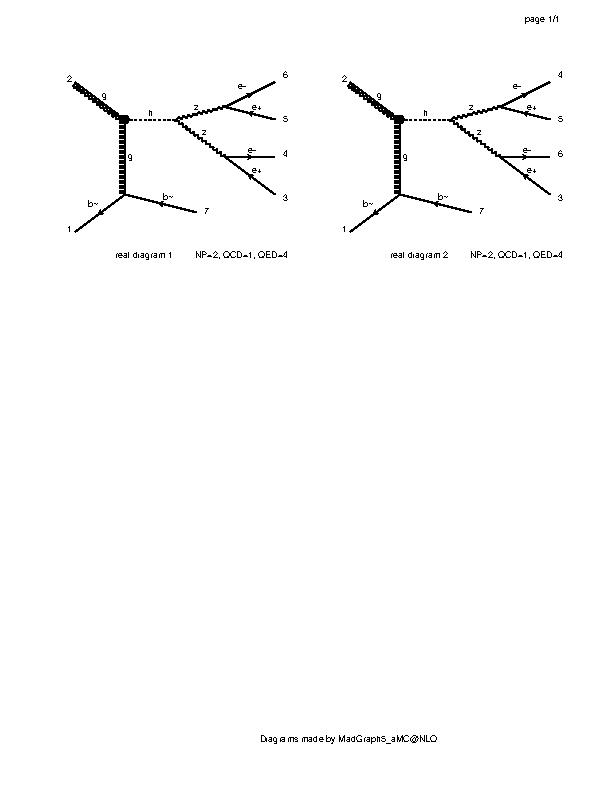 page 1/1
2 g h z e- 6
e+ 5
z e- 4
e+ 3
g
b~ b~ 7
1
real diagram 1 NP=2, QCD=1, QED=4
2 g h z e- 4
e+ 5
z e- 6
e+ 3
g
b~ b~ 7
1
real diagram 2 NP=2, QCD=1, QED=4
Diagrams made by MadGraph5_aMC@NLO